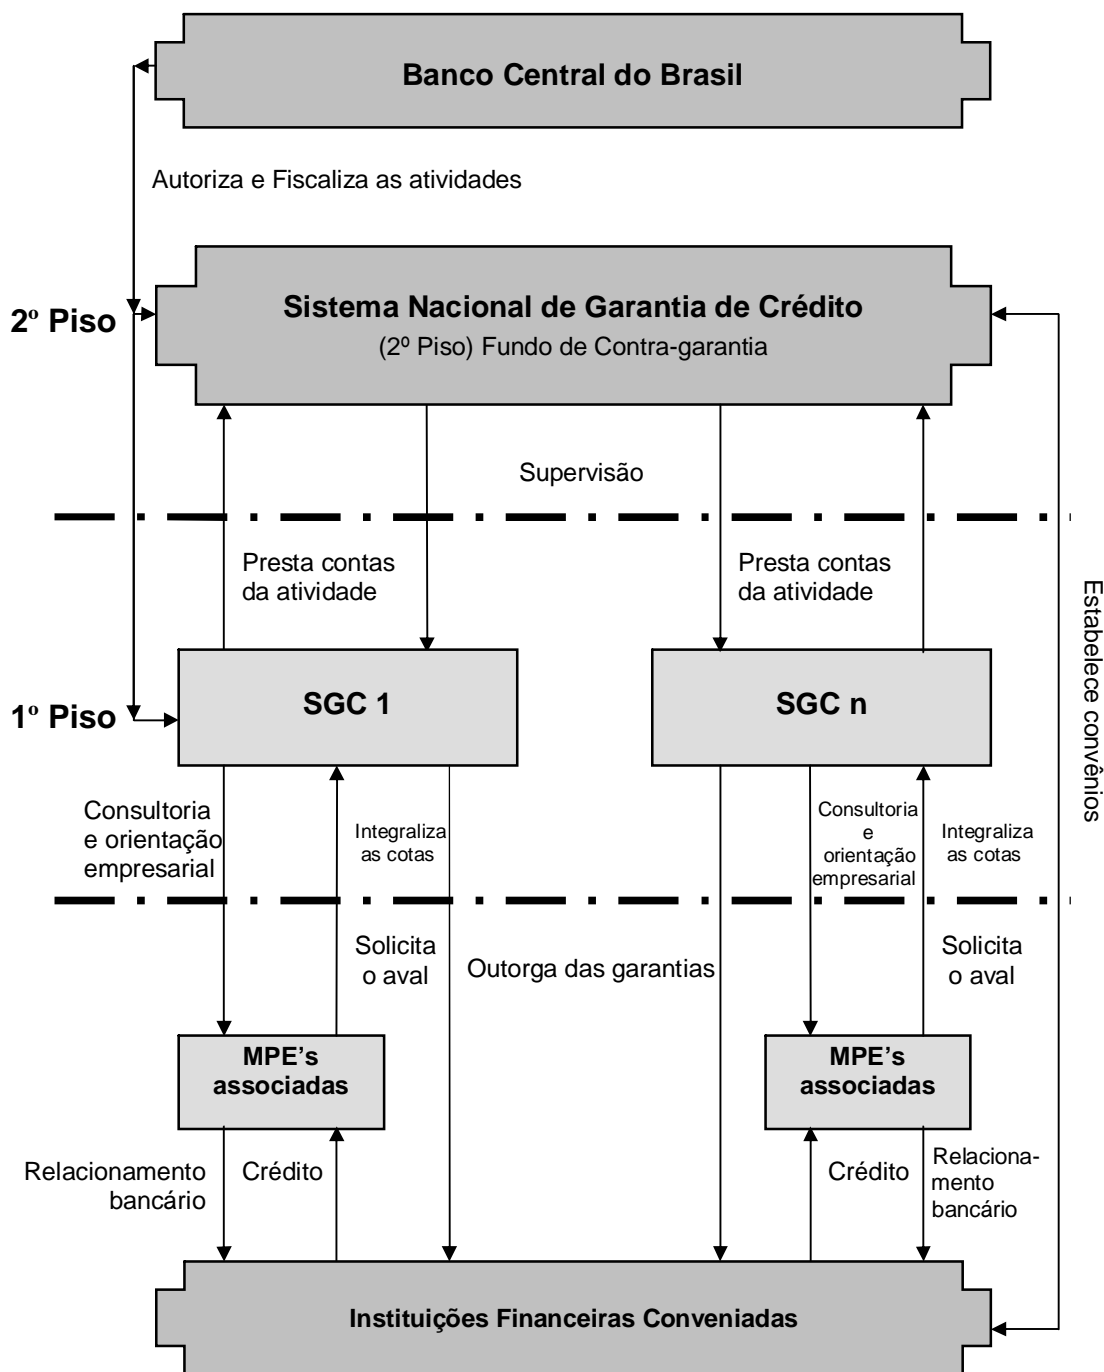 Banco Central do Brasil
Autoriza e Fiscaliza as atividades
2º Piso
Sistema Nacional de Garantia de Crédito
(2º Piso) Fundo de Contra-garantia
Supervisão
Presta contas
da atividade
Presta contas
da atividade
Estabelece convênios
1º Piso
SGC 1
SGC n
Consultoria
e orientação
empresarial
Integraliza
as cotas
Consultoria
e
orientação
empresarial
Integraliza
as cotas
Solicita
o aval
Outorga das garantias
Solicita
o aval
MPE’s
associadas
MPE’s
associadas
Relacionamento
bancário
Crédito
Crédito
Relaciona-
mento
bancário
Instituições Financeiras Conveniadas